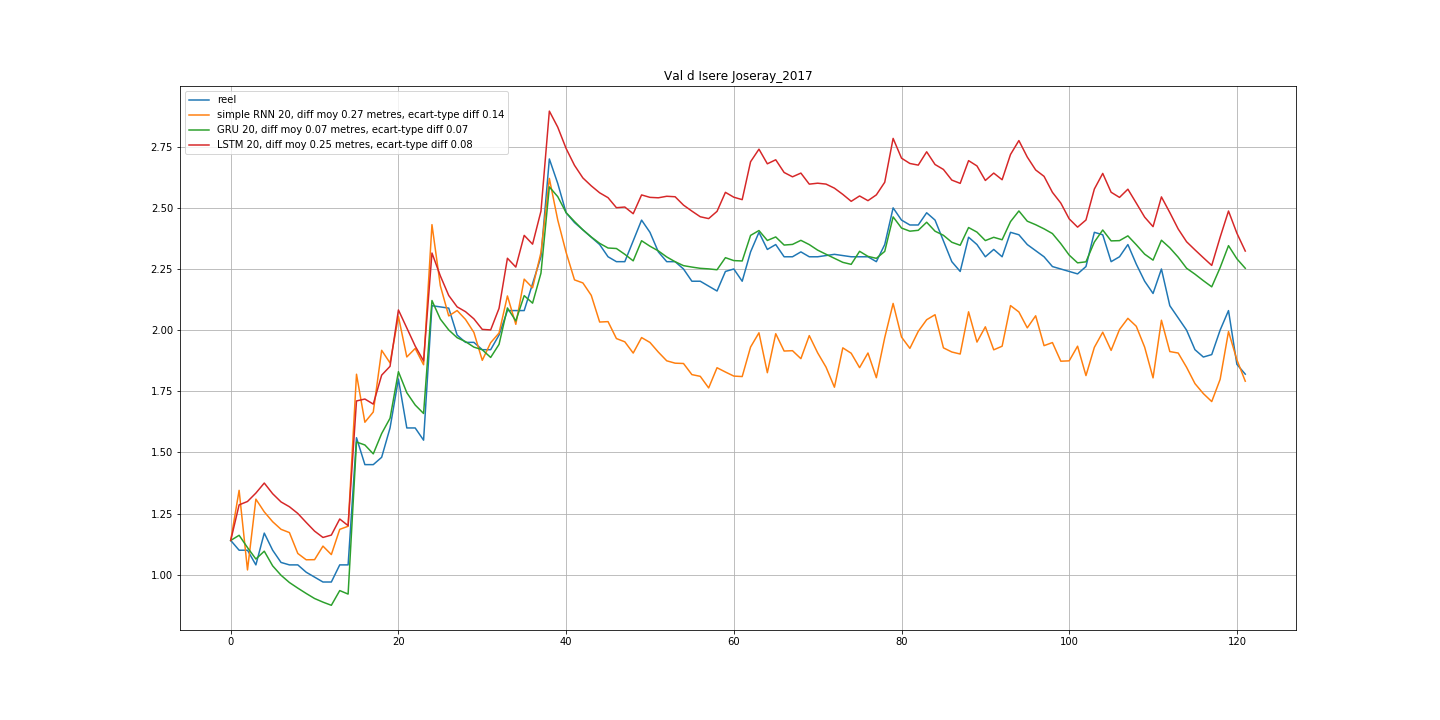 Val d Isere Joseray_2017
reel
simple RNN 20, diff moy 0.27 metres, ecart-type diff 0.14
GRU 20, diff moy 0.07 metres, ecart-type diff 0.07
LSTM 20, diff moy 0.25 metres, ecart-type diff 0.08
2.75
2.50
2.25
2.00
1.75
1.50
1.25
1.00
0 20 40 60 80 100 120